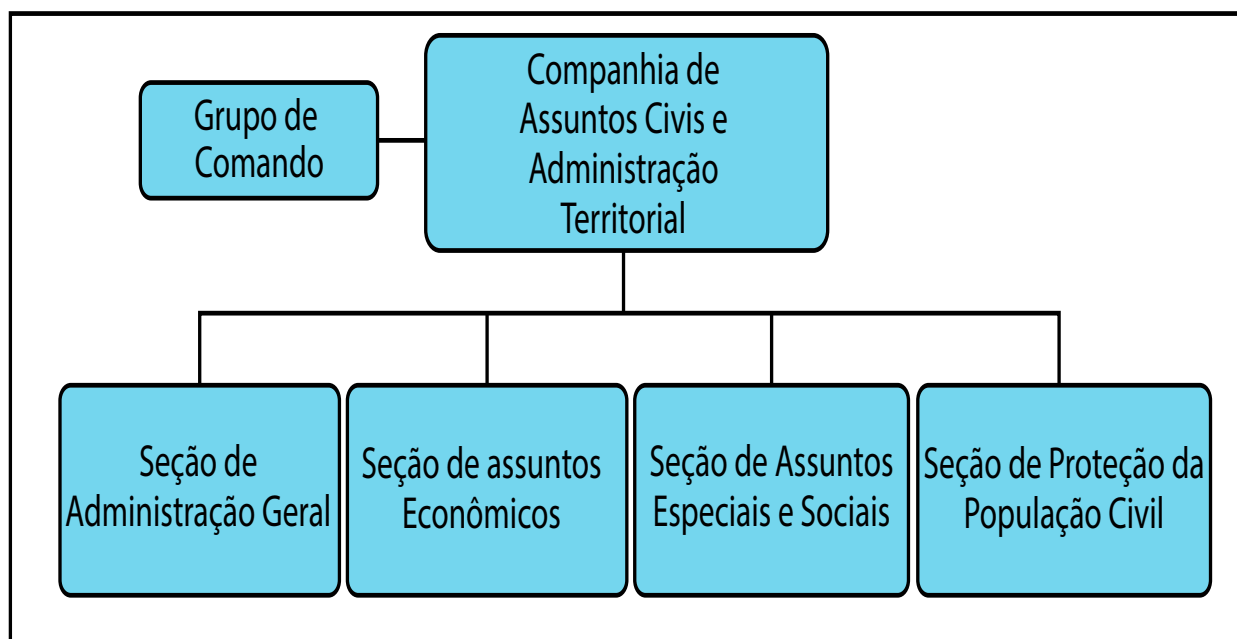 Companhia de
Assuntos Civis e
Administração
Territorial
Grupo de
Comando
Seção de
Administração Geral
Seção de assuntos
Econômicos
Seção de Assuntos
Especiais e Sociais
Seção de Proteção da
População Civil